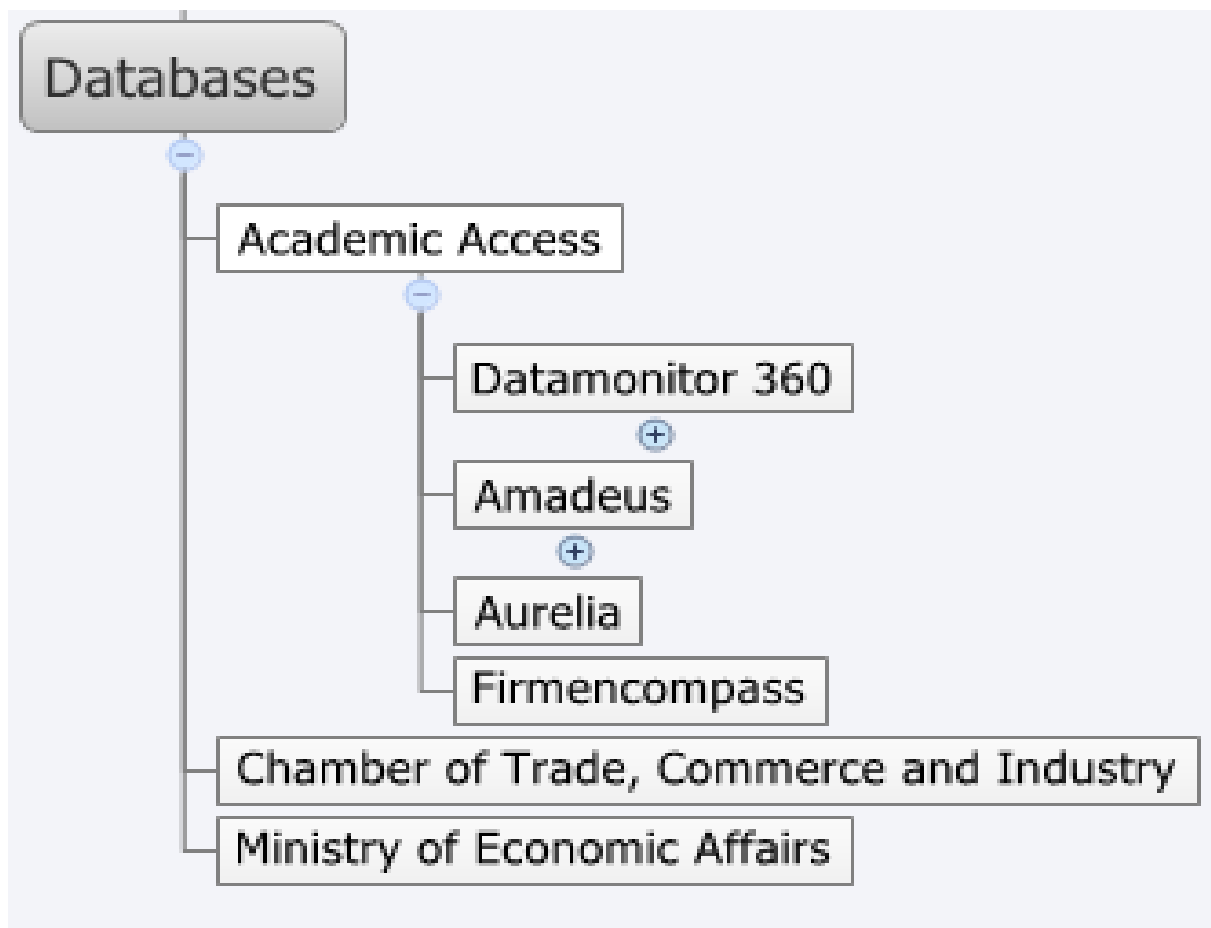 Databases
Academic Access
Datamonitor 360
Amadeus
Aurelia
Firmencompass
Chamber of Trade, Commerce and Industry
Ministry of Economic Affairs